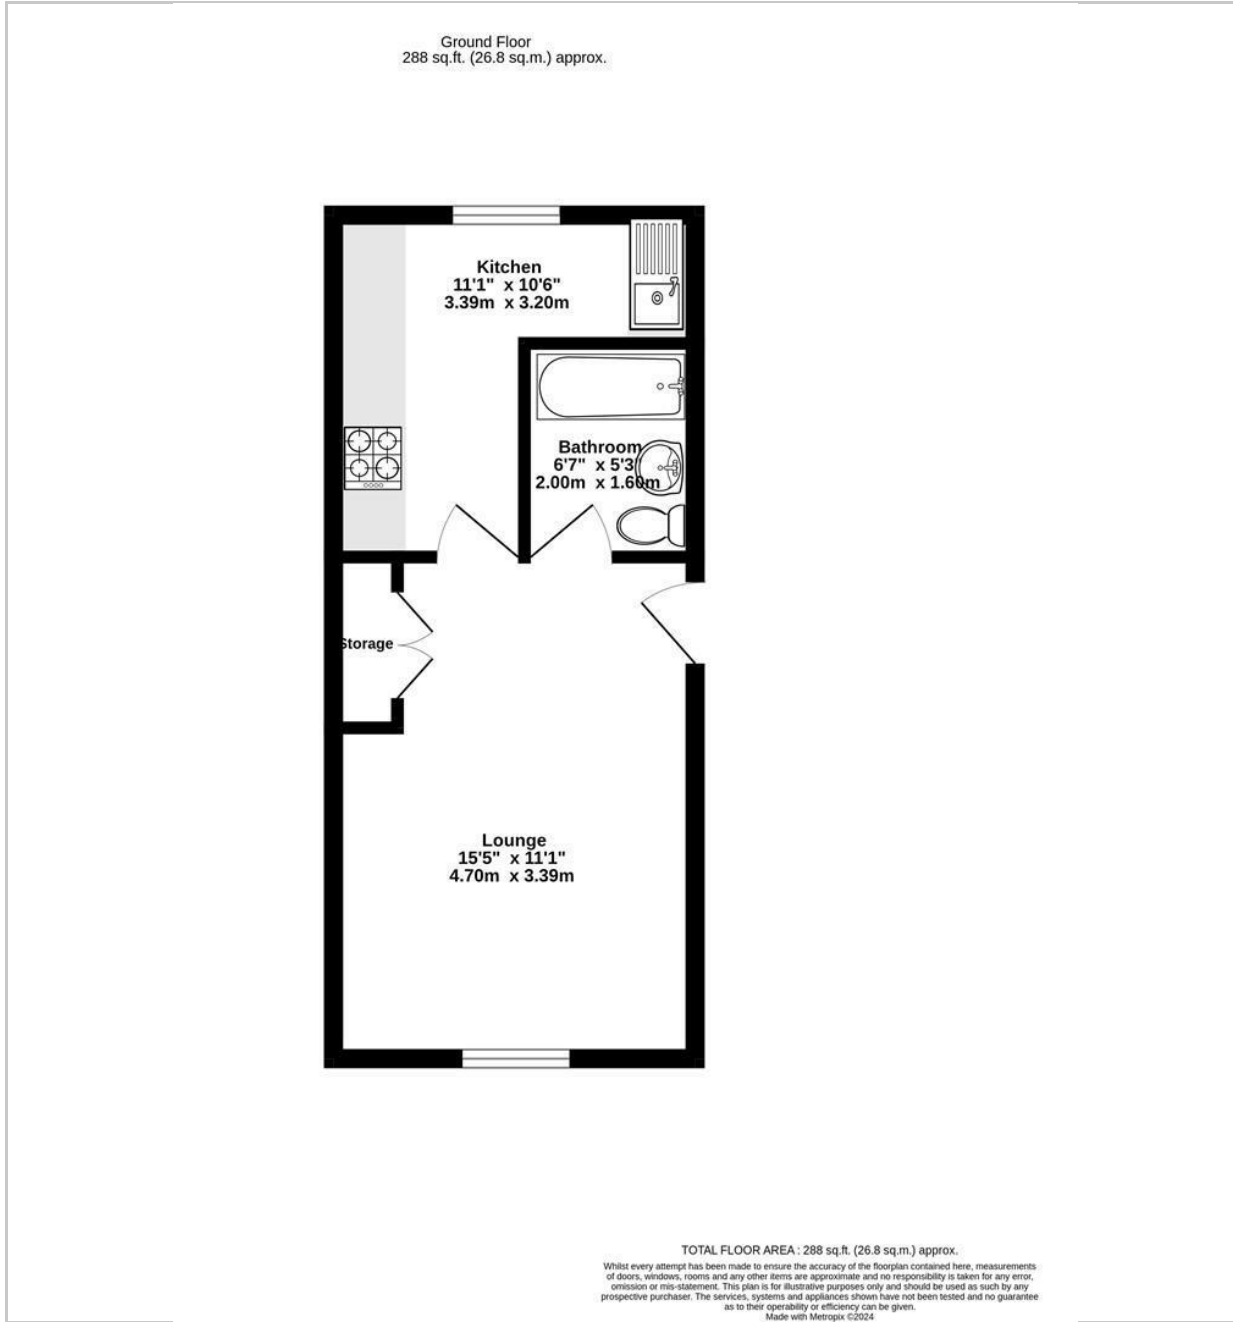 Ground Floor
288 sq.ft. (26.8 sq.m.) approx.
Kitchen
11'1" x 10'6"
3.39m x 3.20m
Bathroom
6'7" x 5'3"
2.00m x 1.60m
Storage
Lounge
15'5" x 11'1"
4.70m x 3.39m
TOTAL FLOOR AREA : 288 sq.ft. (26.8 sq.m.) approx.
Whilst every attempt has been made to ensure the accuracy of the floorplan contained here, measurements
of doors, windows, rooms and any other items are approximate and no responsibility is taken for any error,
omission or mis-statement. This plan is for illustrative purposes only and should be used as such by any
prospective purchaser. The services, systems and appliances shown have not been tested and no guarantee
as to their operability or efficiency can be given.
Made with Metropix ©2024